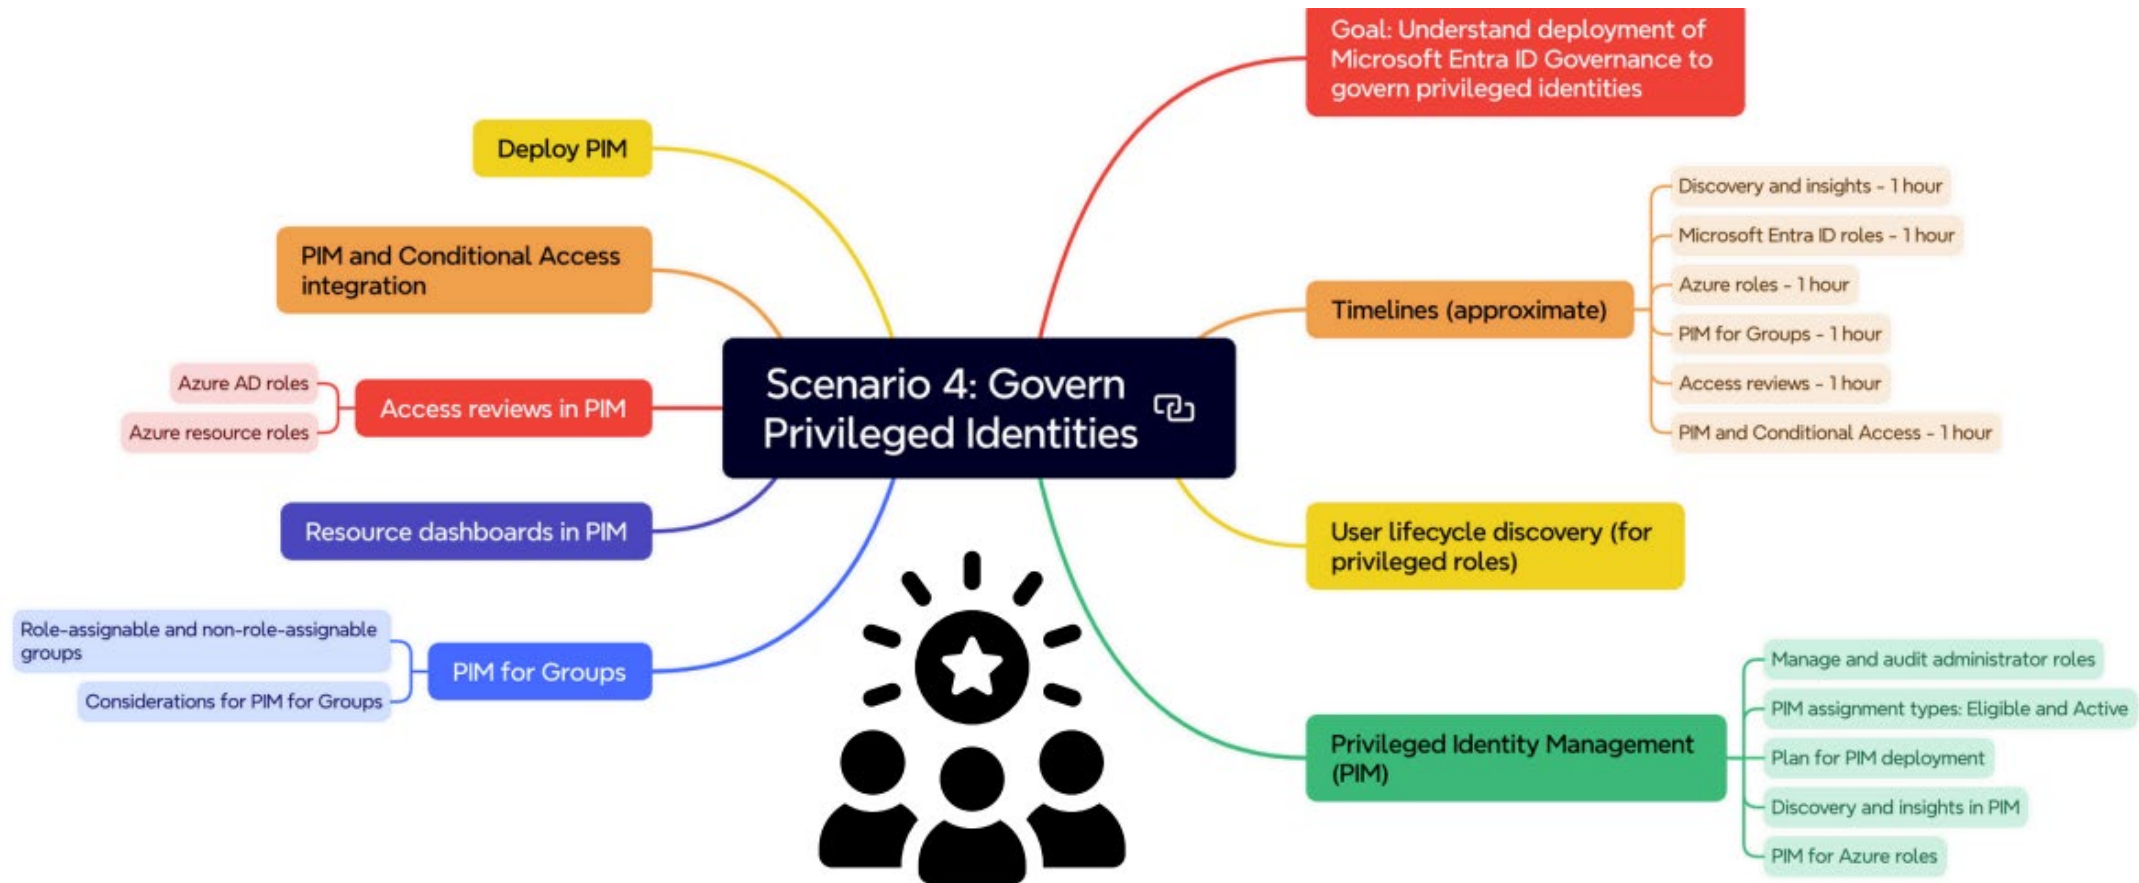 Goal: Understand deployment of
Microsoft Entra ID Governance to
govern privileged identities
Deploy PIM
PIM and Conditional Access
integration
Access reviews in PIM
Azure AD roles
Azure resource roles
Resource dashboards in PIM
PIM for Groups
Role-assignable and non-role-assignable
groups
Considerations for PIM for Groups
Scenario 4: Govern
Privileged Identities
Timelines (approximate)
Discovery and insights - 1 hour
Microsoft Entra ID roles - 1 hour
Azure roles - 1 hour
PIM for Groups - 1 hour
Access reviews - 1 hour
PIM and Conditional Access - 1 hour
User lifecycle discovery (for
privileged roles)
Privileged Identity Management
(PIM)
Manage and audit administrator roles
PIM assignment types: Eligible and Active
Plan for PIM deployment
Discovery and insights in PIM
PIM for Azure roles